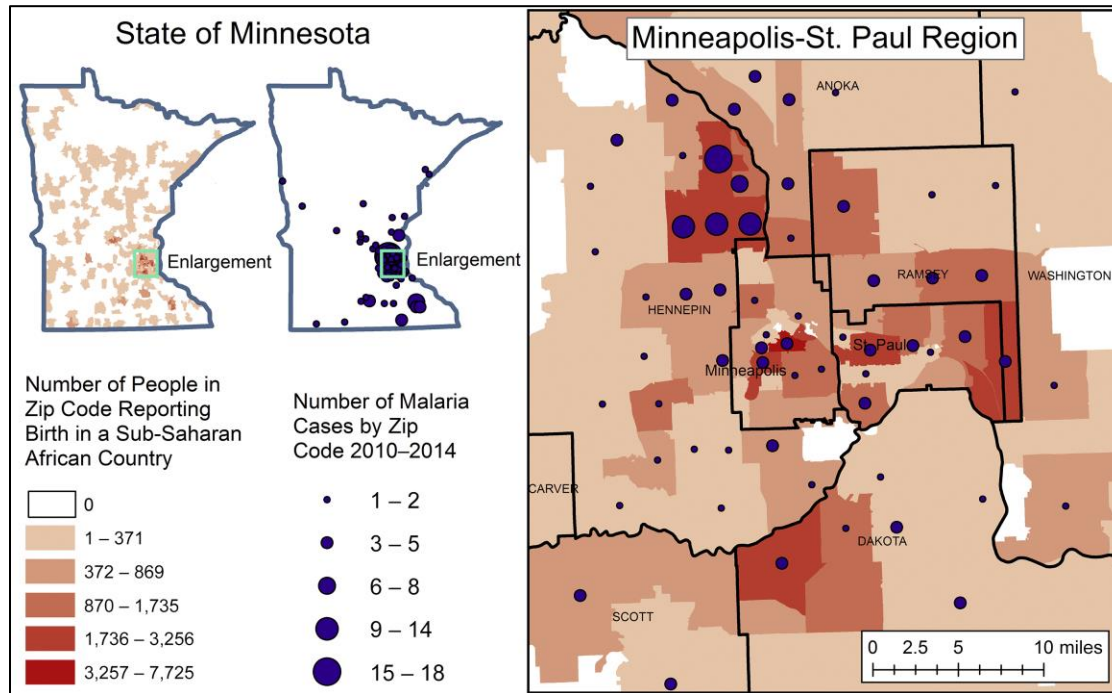 State of Minnesota
Enlargement
Enlargement
Number of People in
Zip Code Reporting
Birth in a Sub-Saharan
African Country
0
1 – 371
372 – 869
870 – 1,735
1,736 – 3,256
3,257 – 7,725
Number of Malaria
Cases by Zip
Code 2010–2014
1 – 2
3 – 5
6 – 8
9 – 14
15 – 18
Minneapolis-St. Paul Region
ANOKA
RAMSEY
WASHINGTON
HENNEPIN
St. Paul
Minneapolis
CARVER
DAKOTA
SCOTT
0 2.5 5 10 miles